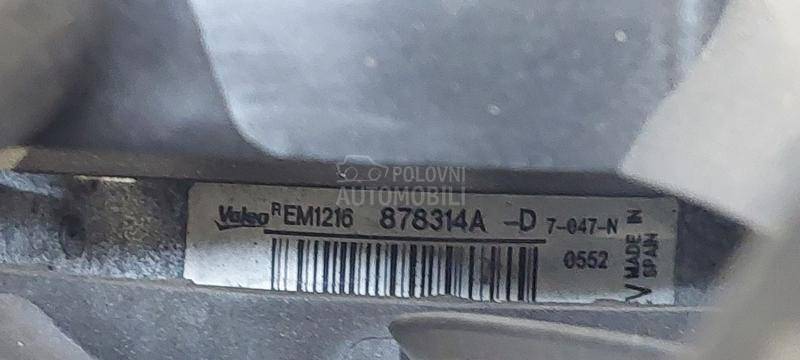 POLOVNI
AUTOMOBILI
Valeo REM1216 878314A -D 7-047-N
0552
V MADE IN
SPAIN